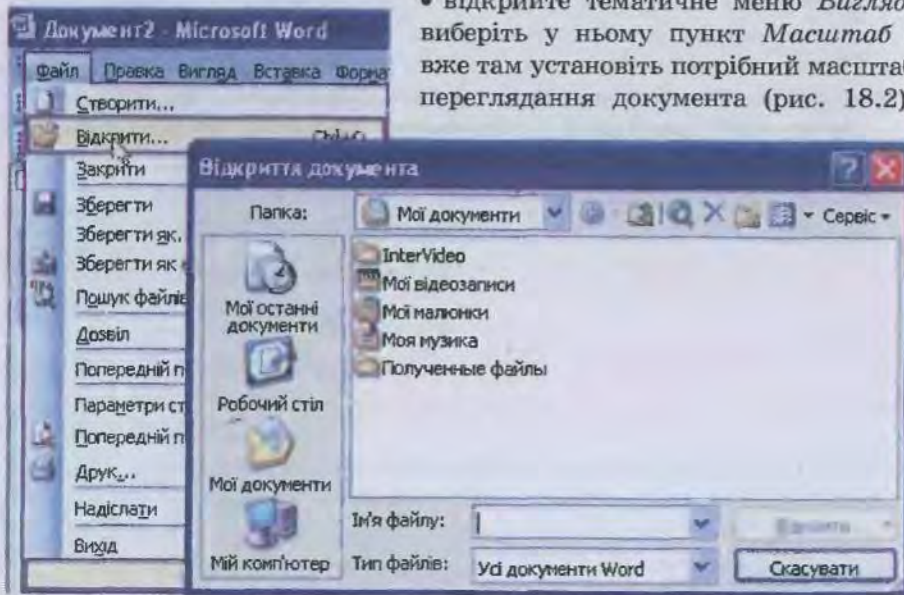 • відкрийте тематичне меню Вигляд
виберіть у ньому пункт Масштаб
вже там установіть потрібний масшта
переглядання документа (рис. 18.2)
Документ2 - Microsoft Word
Файл Правка Вигляд Вставка Форма
Створити...
Відкрити...
Закрити
Зберегти
Зберегти як.
Зберегти як
Пошук файлів
Дозвіл
Попередній п
Параметри ст
Попередній п
Друк...
Надіслати
Вихід
Відкриття документа
Папка:
Мої документи
Сервіс
Мої останні
документи
Робочий стіл
Мої документи
Мій комп'ютер
InterVideo
Мої відеозаписи
Мої малюнки
Моя музика
Полученные файлы
Ім'я файлу:
Відкрити
Тип файлів:
Усі документи Word
Скасувати